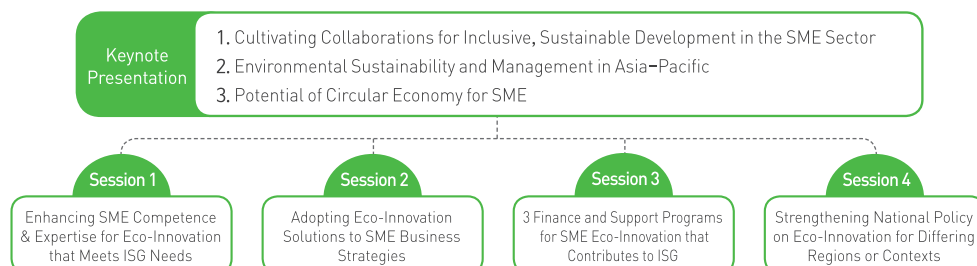 Keynote
Presentation
1. Cultivating Collaborations for Inclusive, Sustainable Development in the SME Sector
2. Environmental Sustainability and Management in Asia-Pacific
3. Potential of Circular Economy for SME
Session 1
Enhancing SME Competence
& Expertise for Eco-Innovation
that Meets ISG Needs
Session 2
Adopting Eco-Innovation
Solutions to SME Business
Strategies
Session 3
3 Finance and Support Programs
for SME Eco-Innovation that
Contributes to ISG
Session 4
Strengthening National Policy
on Eco-Innovation for Differing
Regions or Contexts